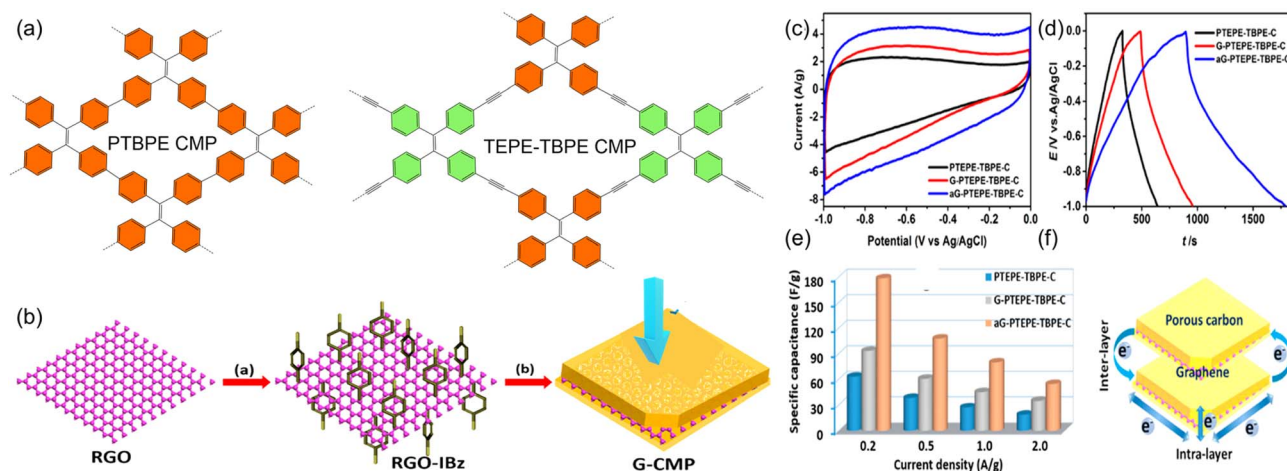 (a)
PTBPE CMP
TEPE-TBPE CMP
(b)
RGO
(a)
RGO-IBz
(b)
G-CMP
(c)
Current (A/g)
4
2
0
-2
-4
-6
-8
PTEPE-TBPE-C
G-PTEPE-TBPE-C
aG-PTEPE-TBPE-C
-1.0 -0.8 -0.6 -0.4 -0.2 0.0
Potential (V vs Ag/AgCl)
(d)
E /V vs.Ag/AgCl
0.0
-0.2
-0.4
-0.6
-0.8
-1.0
PTEPE-TBPE-C
G-PTEPE-TBPE-C
aG-PTEPE-TBPE-C
0 500 1000 1500
t /s
(e)
Specific capacitance (F/g)
180
150
120
90
60
30
0
PTEPE-TBPE-C
G-PTEPE-TBPE-C
aG-PTEPE-TBPE-C
0.2 0.5 1.0 2.0
Current density (A/g)
(f)
Porous carbon
Inter-layer
e-
e-
Graphene
e-
e-
e-
Intra-layer